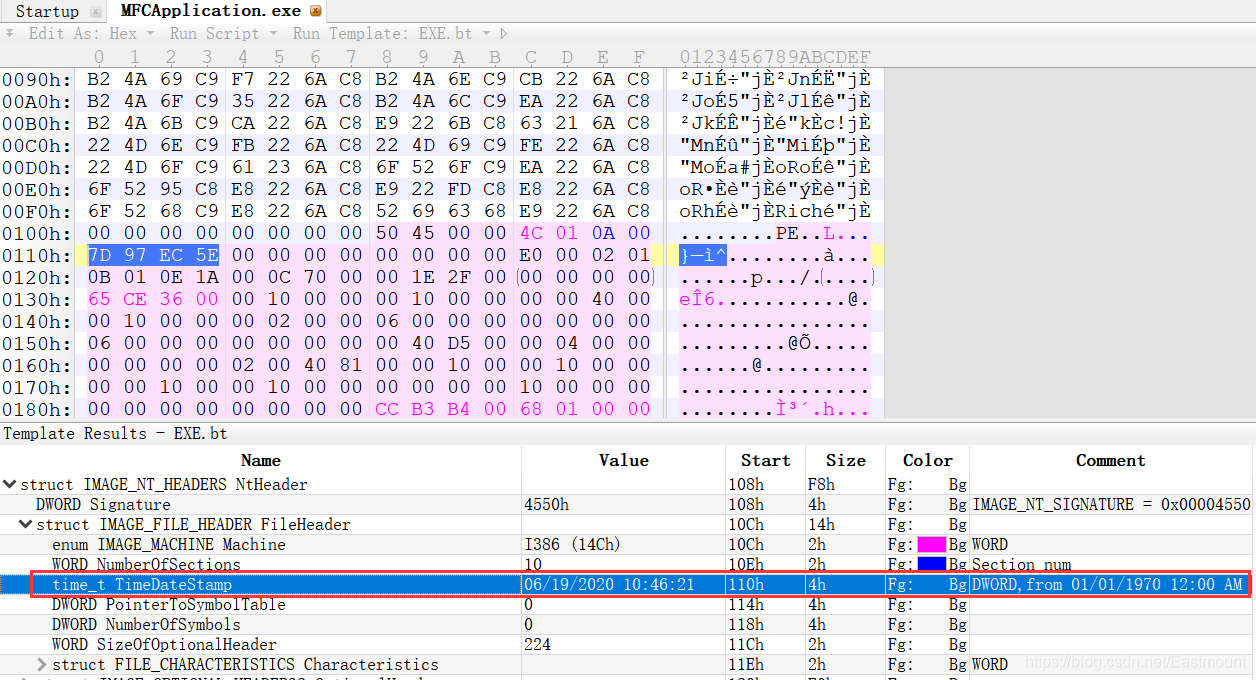 Startup MFCApplication.exe
Edit As: Hex Run Script Run Template: EXE.bt
0 1 2 3 4 5 6 7 8 9 A B C D E F 0123456789ABCDEF
0090h: B2 4A 69 C9 F7 22 6A C8 B2 4A 6E C9 CB 22 6A C8 ²JiÉ÷"jÈ²JnÉË"jÈ
00A0h: B2 4A 6F C9 35 22 6A C8 B2 4A 6C C9 EA 22 6A C8 ²JoÉ5"jÈ²JlÉê"jÈ
00B0h: B2 4A 6B C9 CA 22 6A C8 E9 22 6B C8 63 21 6A C8 ²JkÉÊ"jÈé"kÈc!jÈ
00C0h: 22 4D 6E C9 FB 22 6A C8 22 4D 69 C9 FE 22 6A C8 "MnÉû"jÈ"MiÉþ"jÈ
00D0h: 22 4D 6F C9 61 23 6A C8 6F 52 6F C9 EA 22 6A C8 "MoÉa#jÈoRoÉê"jÈ
00E0h: 6F 52 95 C8 E8 22 6A C8 E9 22 FD C8 E8 22 6A C8 oR•Èè"jÈé"ýÈè"jÈ
00F0h: 6F 52 68 C9 E8 22 6A C8 52 69 63 68 E9 22 6A C8 oRhÉè"jÈRiché"jÈ
0100h: 00 00 00 00 00 00 00 00 50 45 00 00 4C 01 0A 00 ........PE..L...
0110h: 7D 97 EC 5E 00 00 00 00 00 00 00 00 E0 00 02 01 }—ì^........à...
0120h: 0B 01 0E 1A 00 0C 70 00 00 1E 2F 00 00 00 00 00 ......p.../.....
0130h: 65 CE 36 00 00 10 00 00 00 10 00 00 00 00 40 00 eÎ6...........@.
0140h: 00 10 00 00 00 02 00 00 06 00 00 00 00 00 00 00 ................
0150h: 06 00 00 00 00 00 00 00 00 40 D5 00 00 04 00 00 .........@Õ.....
0160h: 00 00 00 00 02 00 40 81 00 00 10 00 00 10 00 00 ......@.........
0170h: 00 00 10 00 00 10 00 00 00 00 00 00 10 00 00 00 ................
0180h: 00 00 00 00 00 00 00 00 CC B3 B4 00 68 01 00 00 ........Ì³´.h...
Template Results - EXE.bt
Name Value Start Size Color Comment
struct IMAGE_NT_HEADERS NtHeader 108h F8h Fg: Bg
DWORD Signature 4550h 108h 4h Fg: Bg IMAGE_NT_SIGNATURE = 0x00004550
struct IMAGE_FILE_HEADER FileHeader 10Ch 14h Fg: Bg
enum IMAGE_MACHINE Machine I386 (14Ch) 10Ch 2h Fg: Bg WORD
WORD NumberOfSections 10 10Eh 2h Fg: Bg Section num
time_t TimeDateStamp 06/19/2020 10:46:21 110h 4h Fg: Bg DWORD,from 01/01/1970 12:00 AM
DWORD PointerToSymbolTable 0 114h 4h Fg: Bg
DWORD NumberOfSymbols 0 118h 4h Fg: Bg
WORD SizeOfOptionalHeader 224 11Ch 2h Fg: Bg
struct FILE_CHARACTERISTICS Characteristics 11Eh 2h Fg: Bg WORD
https://blog.csdn.net/Eastmount